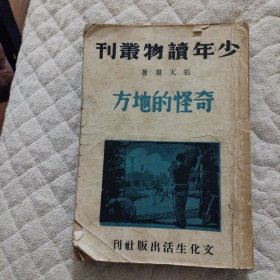 少年讀物叢刊
張天翼著
奇怪的地方
文化生活出版社刊